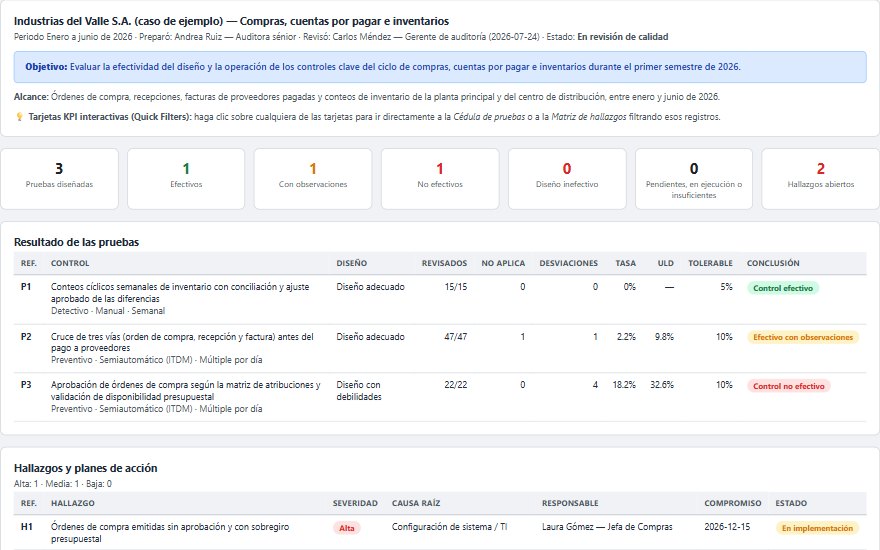 Industrias del Valle S.A. (caso de ejemplo) — Compras, cuentas por pagar e inventarios
Periodo Enero a junio de 2026 · Preparó: Andrea Ruiz — Auditora sénior · Revisó: Carlos Méndez — Gerente de auditoría (2026-07-24) · Estado: En revisión de calidad
Objetivo: Evaluar la efectividad del diseño y la operación de los controles clave del ciclo de compras, cuentas por pagar e inventarios durante el primer semestre de 2026.
Alcance: Órdenes de compra, recepciones, facturas de proveedores pagadas y conteos de inventario de la planta principal y del centro de distribución, entre enero y junio de 2026.
💡 Tarjetas KPI interactivas (Quick Filters): haga clic sobre cualquiera de las tarjetas para ir directamente a la Cédula de pruebas o a la Matriz de hallazgos filtrando esos registros.
3 1 1 1 0 0 2
Pruebas diseñadas Efectivos Con observaciones No efectivos Diseño inefectivo Pendientes, en ejecución o Hallazgos abiertos
insuficientes
Resultado de las pruebas
REF. CONTROL DISEÑO REVISADOS NO APLICA DESVIACIONES TASA ULD TOLERABLE CONCLUSIÓN
P1 Conteos cíclicos semanales de inventario con conciliación y ajuste Diseño adecuado 15/15 0 0 0% — 5% Control efectivo
aprobado de las diferencias
Detectivo · Manual · Semanal
P2 Cruce de tres vías (orden de compra, recepción y factura) antes del Diseño adecuado 47/47 1 1 2.2% 9.8% 10% Efectivo con observaciones
pago a proveedores
Preventivo · Semiautomático (ITDM) · Múltiple por día
P3 Aprobación de órdenes de compra según la matriz de atribuciones y Diseño con 22/22 0 4 18.2% 32.6% 10% Control no efectivo
validación de disponibilidad presupuestal debilidades
Preventivo · Semiautomático (ITDM) · Múltiple por día
Hallazgos y planes de acción
Alta: 1 · Media: 1 · Baja: 0
REF. HALLAZGO SEVERIDAD CAUSA RAÍZ RESPONSABLE COMPROMISO ESTADO
H1 Órdenes de compra emitidas sin aprobación y con sobregiro Alta Configuración de sistema / TI Laura Gómez — Jefa de Compras 2026-12-15 En implementación
presupuestal